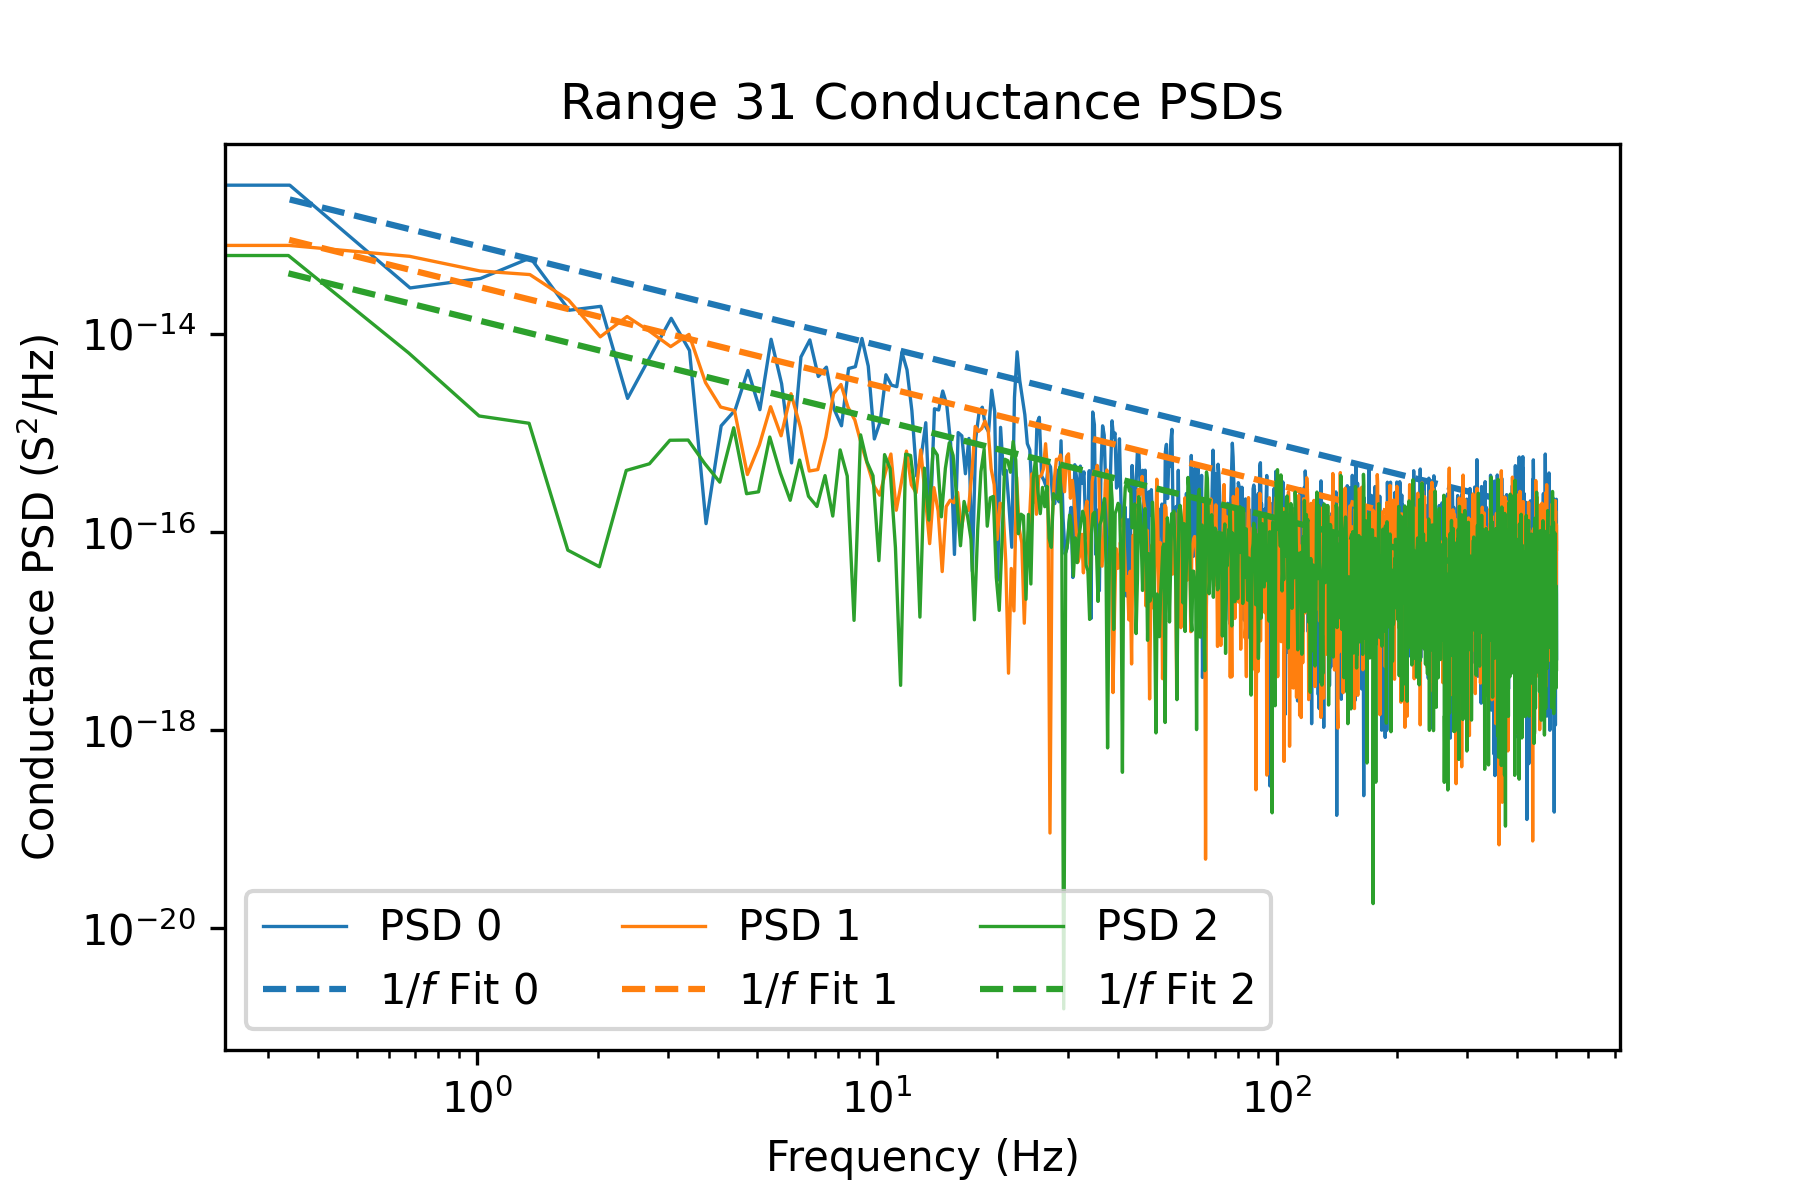 Range 31 Conductance PSDs
Conductance PSD (S²/Hz)
10⁻¹⁴
10⁻¹⁶
10⁻¹⁸
10⁻²⁰
PSD 0 PSD 1 PSD 2
1/f Fit 0 1/f Fit 1 1/f Fit 2
10⁰ 10¹ 10²
Frequency (Hz)